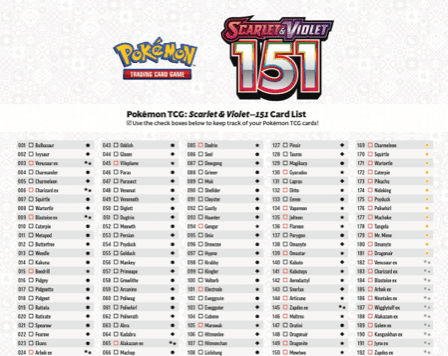 POKéMON
TRADING CARD GAME
SCARLET & VIOLET
151
Pokémon TCG: Scarlet & Violet—151 Card List
Use the check boxes below to keep track of your Pokémon TCG cards!
001 Bulbasaur
002 Ivysaur
003 Venusaur ex
004 Charmander
005 Charmeleon
006 Charizard ex
007 Squirtle
008 Wartortle
009 Blastoise ex
010 Caterpie
011 Metapod
012 Butterfree
013 Weedle
014 Kakuna
015 Beedrill
016 Pidgey
017 Pidgeotto
018 Pidgeot
019 Rattata
020 Raticate
021 Spearow
022 Fearow
023 Ekans
024 Arbok ex
043 Oddish
044 Gloom
045 Vileplume
046 Paras
047 Parasect
048 Venonat
049 Venomoth
050 Diglett
051 Dugtrio
052 Meowth
053 Persian
054 Psyduck
055 Golduck
056 Mankey
057 Primeape
058 Growlithe
059 Arcanine
060 Poliwag
061 Poliwhirl
062 Poliwrath
063 Abra
064 Kadabra
065 Alakazam ex
066 Machop
085 Dodrio
086 Seel
087 Dewgong
088 Grimer
089 Muk
090 Shellder
091 Cloyster
092 Gastly
093 Haunter
094 Gengar
095 Onix
096 Drowzee
097 Hypno
098 Krabby
099 Kingler
100 Voltorb
101 Electrode
102 Exeggcute
103 Exeggutor
104 Cubone
105 Marowak
106 Hitmonlee
107 Hitmonchan
108 Lickitung
127 Pinsir
128 Tauros
129 Magikarp
130 Gyarados
131 Lapras
132 Ditto
133 Eevee
134 Vaporeon
135 Jolteon
136 Flareon
137 Porygon
138 Omanyte
139 Omastar
140 Kabuto
141 Kabutops
142 Aerodactyl
143 Snorlax
144 Articuno
145 Zapdos ex
146 Moltres
147 Dratini
148 Dragonair
149 Dragonite
150 Mewtwo
169 Charmeleon
170 Squirtle
171 Wartortle
172 Caterpie
173 Pikachu
174 Nidoking
175 Psyduck
176 Poliwhirl
177 Machoke
178 Tangela
179 Mr. Mime
180 Omanyte
181 Dragonair
182 Venusaur ex
183 Charizard ex
184 Blastoise ex
185 Arbok ex
186 Ninetales ex
187 Wigglytuff ex
188 Alakazam ex
189 Golem ex
190 Kangaskhan ex
191 Jynx ex
192 Zapdos ex